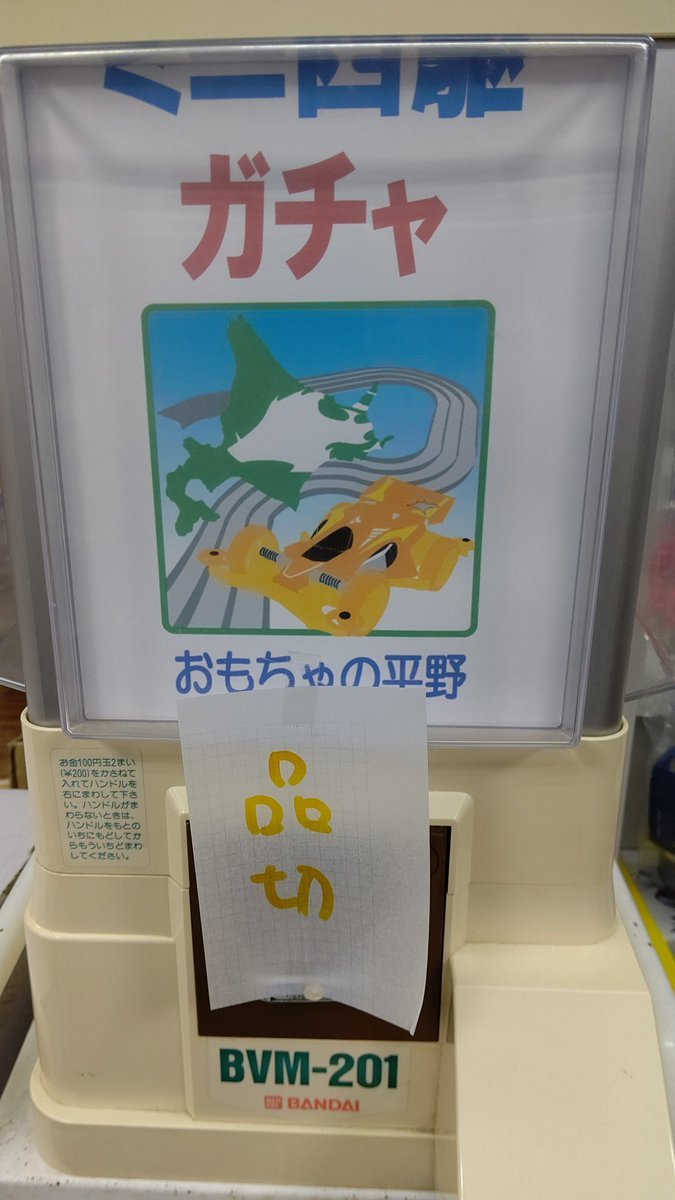 ミニ四駆
ガチャ
おもちゃの平野
品
切
お金100円玉2まい
(¥200)をかさねて
入れてハンドルを
右にまわして下さ
い。ハンドルがま
わらないときは、
ハンドルをもとの
いちにもどしてか
らもういちどまわ
してください。
BVM-201
BANDAI